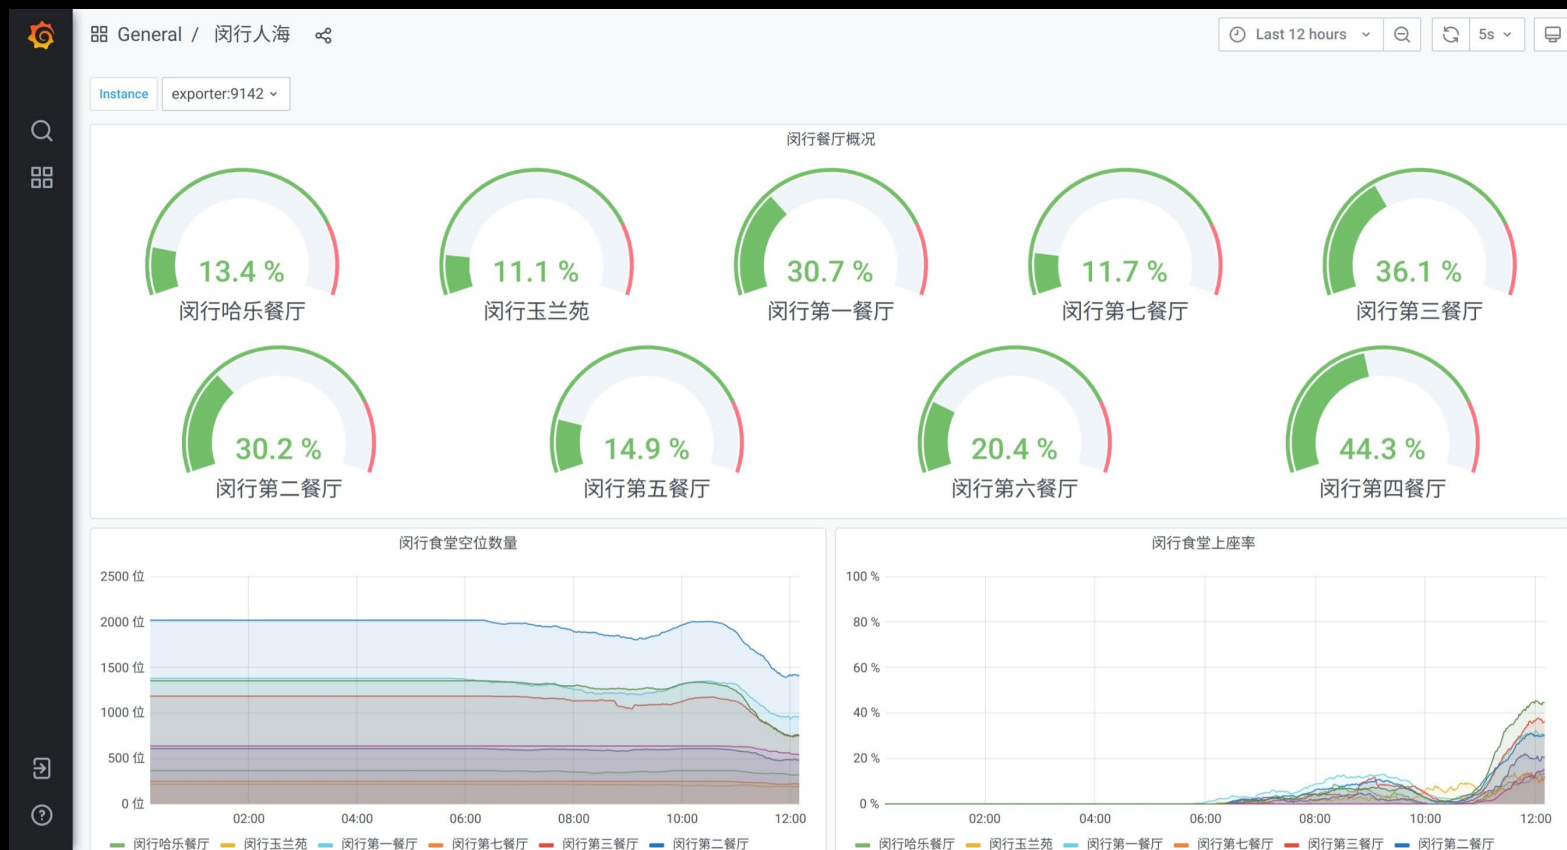 General / 闵行人海
Last 12 hours
5s
Instance
exporter:9142
闵行餐厅概况
13.4 %
闵行哈乐餐厅
11.1 %
闵行玉兰苑
30.7 %
闵行第一餐厅
11.7 %
闵行第七餐厅
36.1 %
闵行第三餐厅
30.2 %
闵行第二餐厅
14.9 %
闵行第五餐厅
20.4 %
闵行第六餐厅
44.3 %
闵行第四餐厅
闵行食堂空位数量
2500 位
2000 位
1500 位
1000 位
500 位
0 位
02:00 04:00 06:00 08:00 10:00 12:00
闵行哈乐餐厅 闵行玉兰苑 闵行第一餐厅 闵行第七餐厅 闵行第三餐厅 闵行第二餐厅
闵行食堂上座率
100 %
80 %
60 %
40 %
20 %
0 %
02:00 04:00 06:00 08:00 10:00 12:00
闵行哈乐餐厅 闵行玉兰苑 闵行第一餐厅 闵行第七餐厅 闵行第三餐厅 闵行第二餐厅